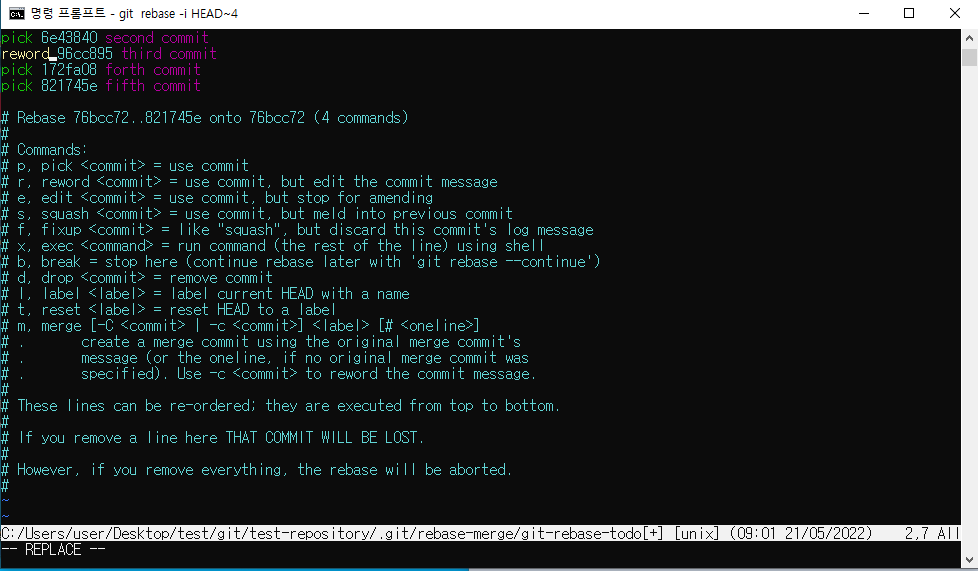 명령 프롬프트 - git  rebase -i HEAD~4
pick 6e43840 second commit
reword 96cc895 third commit
pick 172fa08 forth commit
pick 821745e fifth commit
# Rebase 76bcc72..821745e onto 76bcc72 (4 commands)
#
# Commands:
# p, pick <commit> = use commit
# r, reword <commit> = use commit, but edit the commit message
# e, edit <commit> = use commit, but stop for amending
# s, squash <commit> = use commit, but meld into previous commit
# f, fixup <commit> = like "squash", but discard this commit's log message
# x, exec <command> = run command (the rest of the line) using shell
# b, break = stop here (continue rebase later with 'git rebase --continue')
# d, drop <commit> = remove commit
# l, label <label> = label current HEAD with a name
# t, reset <label> = reset HEAD to a label
# m, merge [-C <commit> | -c <commit>] <label> [# <oneline>]
# .       create a merge commit using the original merge commit's
# .       message (or the oneline, if no original merge commit was
# .       specified). Use -c <commit> to reword the commit message.
#
# These lines can be re-ordered; they are executed from top to bottom.
#
# If you remove a line here THAT COMMIT WILL BE LOST.
#
# However, if you remove everything, the rebase will be aborted.
#
~
~
C:/Users/user/Desktop/test/git/test-repository/.git/rebase-merge/git-rebase-todo[+] [unix] (09:01 21/05/2022)    2,7 All
-- REPLACE --